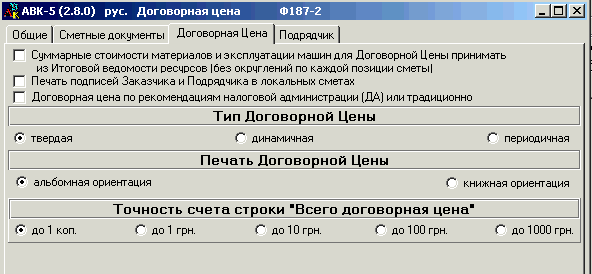 АВК-5 (2.8.0) рус. Договорная цена Ф187-2
Общие Сметные документы Договорная Цена Подрядчик
Суммарные стоимости материалов и эксплуатации машин для Договорной Цены принимать
из Итоговой ведомости ресурсов (без округлений по каждой позиции сметы)
Печать подписей Заказчика и Подрядчика в локальных сметах
Договорная цена по рекомендациям налоговой администрации (ДА) или традиционно
Тип Договорной Цены
твердая динамичная периодичная
Печать Договорной Цены
альбомная ориентация книжная ориентация
Точность счета строки "Всего договорная цена"
до 1 коп. до 1 грн. до 10 грн. до 100 грн. до 1000 грн.